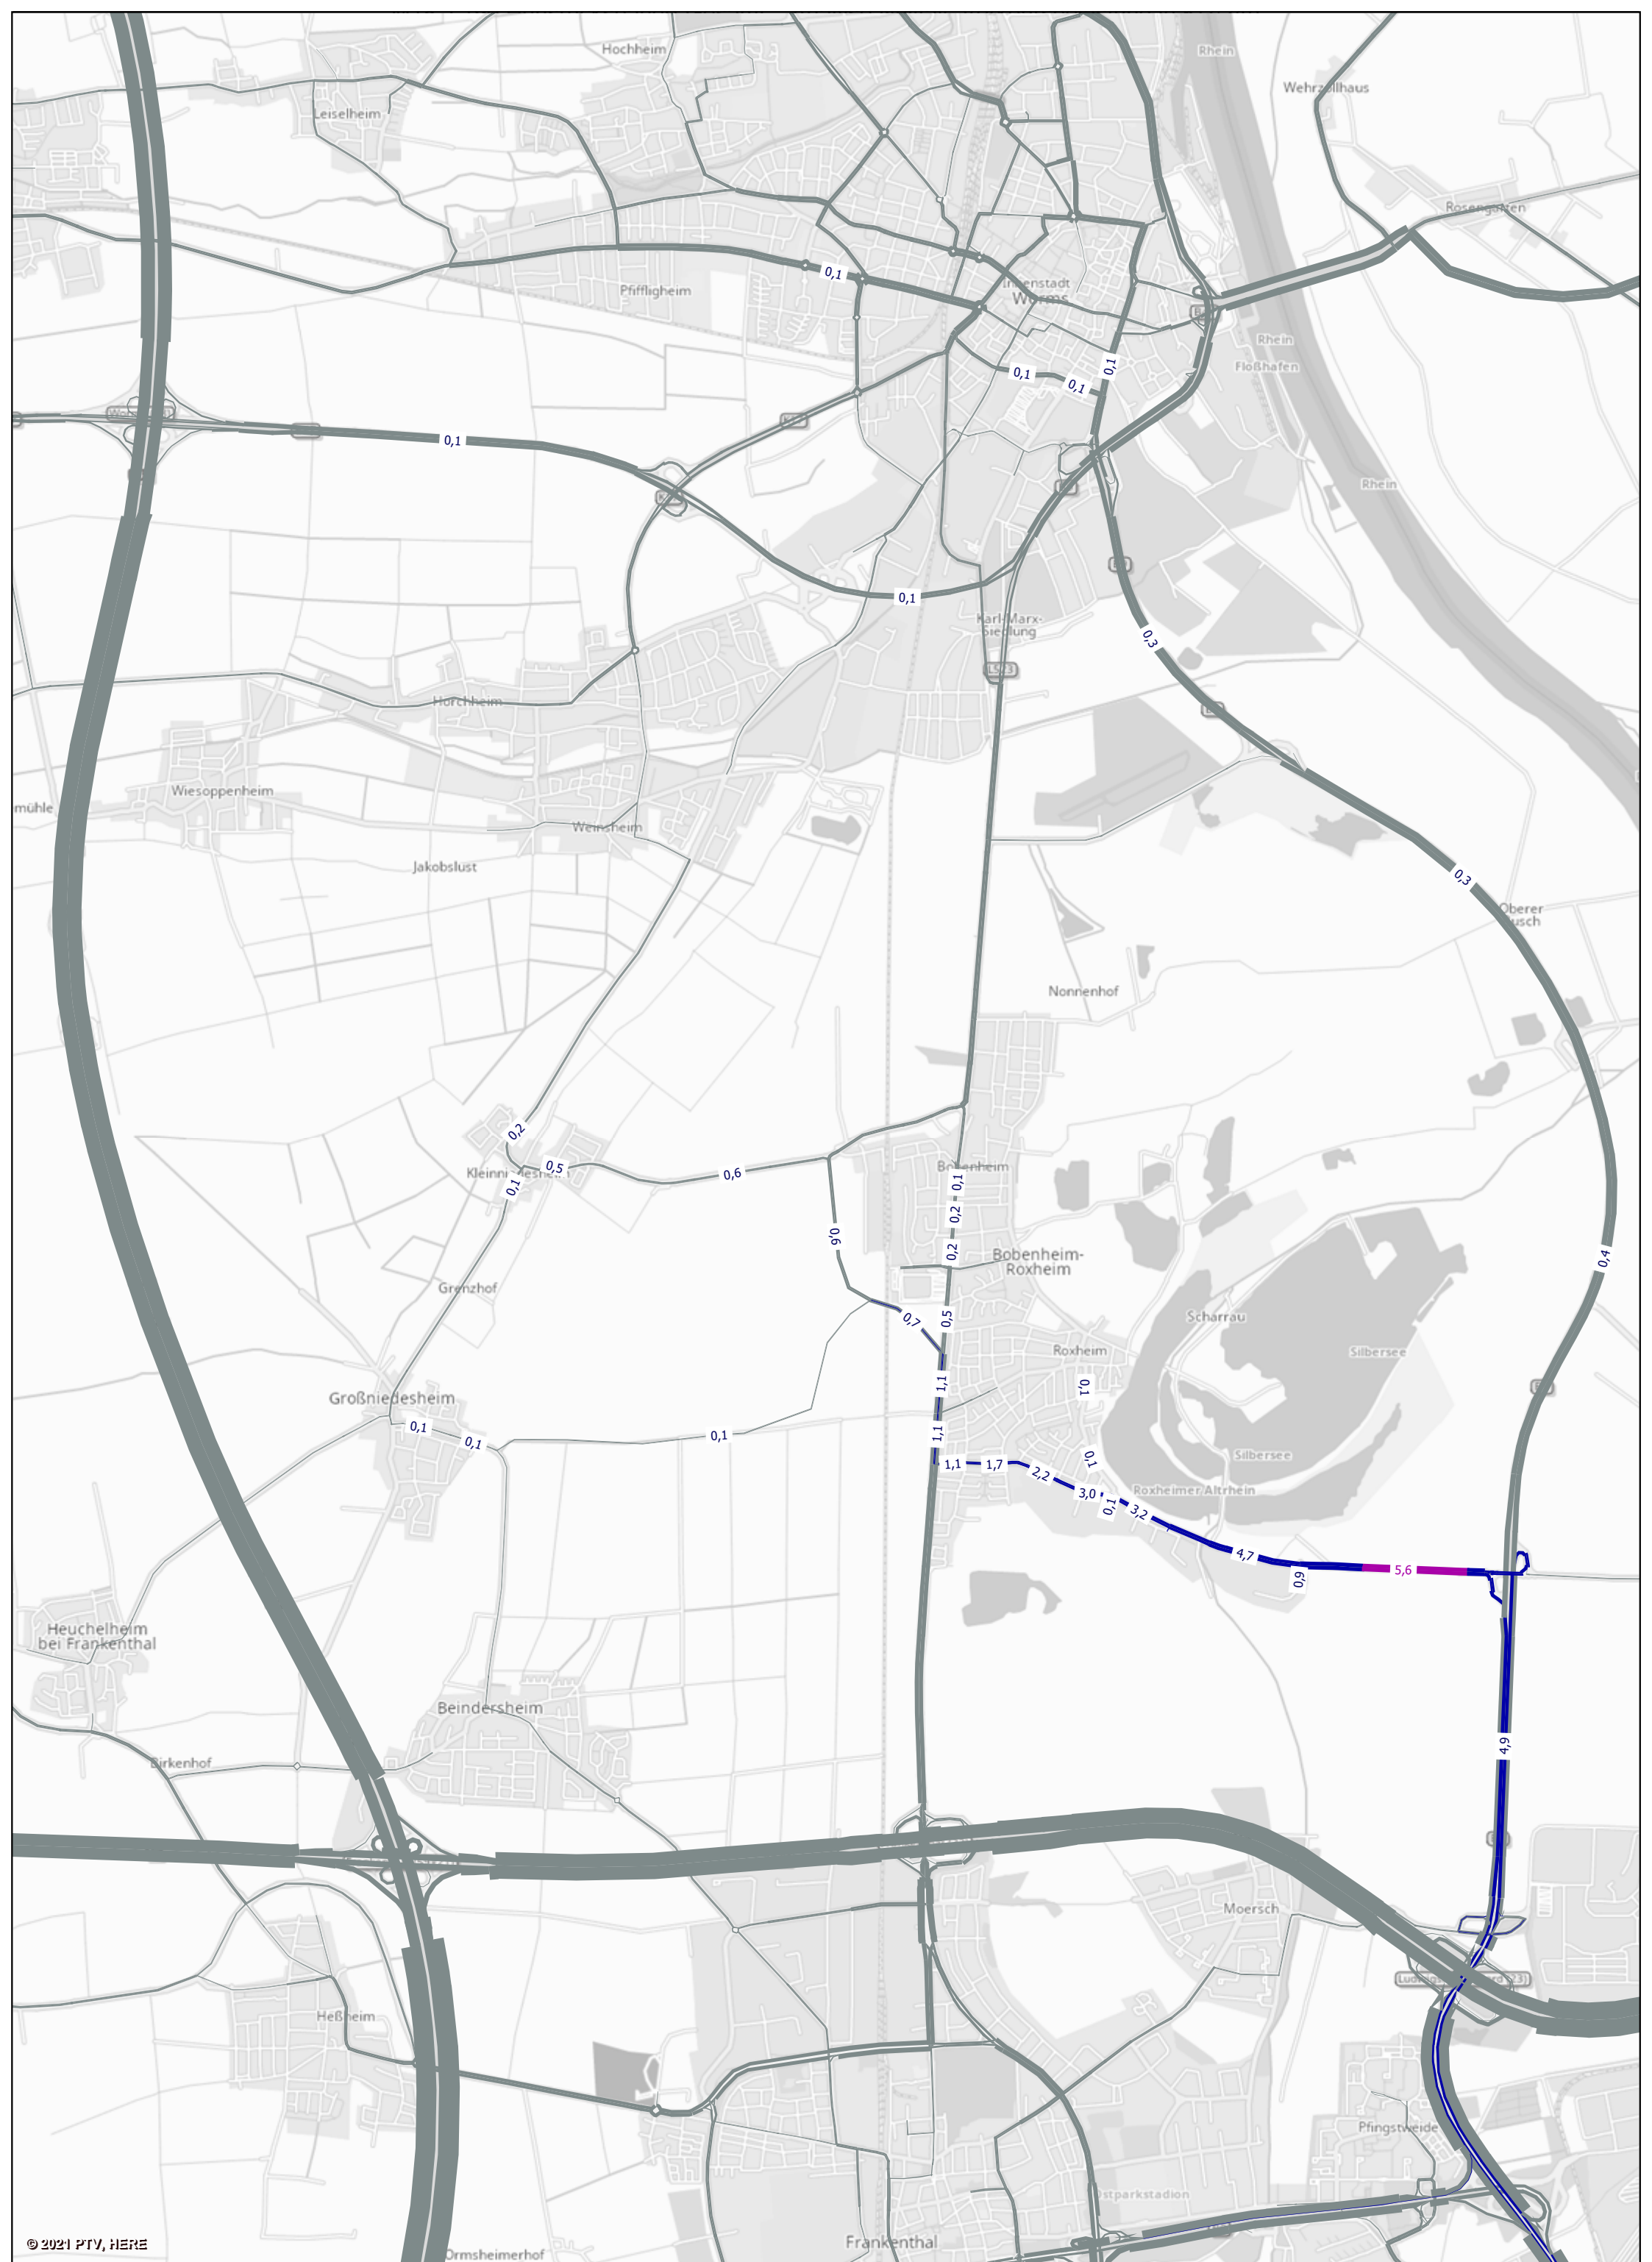 Hochheim
Rhein
Wehrzollhaus
Leiselheim
Rosengarten
0,1
Pfiffligheim
Innenstadt
Worms
Rhein
Floßhafen
0,1
0,1
0,1
0,1
Rhein
0,1
Karl-Marx-
Siedlung
0,3
Horchheim
Wiesoppenheim
mühle
Weinsheim
Jakobslust
0,3
Oberer
Busch
Nonnenhof
0,2
0,5
Kleinniedesheim
0,6
0,1
Bobenheim
0,1
0,2
0,6
0,2
Bobenheim-
Roxheim
0,4
Grenzhof
0,7
0,5
Scharrau
Roxheim
Silbersee
1,1
0,1
Großniedesheim
0,1
0,1
0,1
1,1
0,1
Silbersee
1,1
1,7
2,2
3,0
0,1
3,2
Roxheimer Altrhein
4,7
0,9
5,6
Heuchelheim
bei Frankenthal
Beindersheim
4,9
Birkenhof
Moersch
Heßheim
Pfingstweide
Ostparkstadion
Frankenthal
Ormsheimerhof
© 2021 PTV, HERE